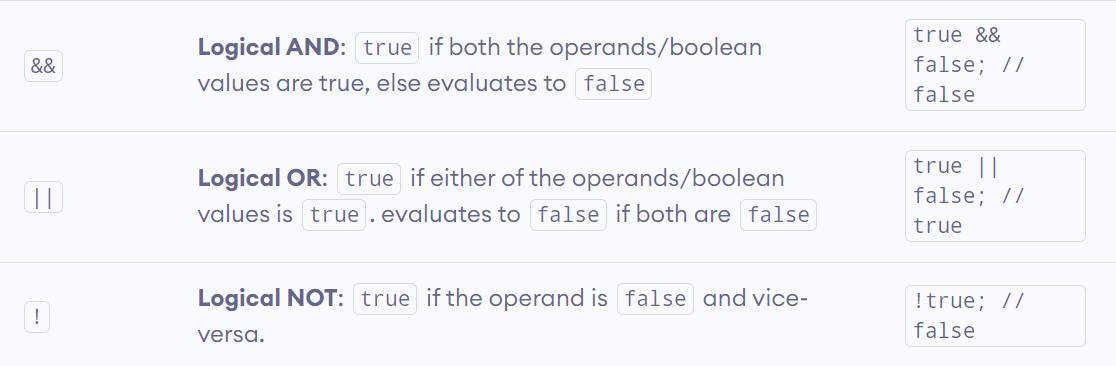 &&
Logical AND: true if both the operands/boolean
values are true, else evaluates to false
true &&
false; //
false
||
Logical OR: true if either of the operands/boolean
values is true . evaluates to false if both are false
true ||
false; //
true
!
Logical NOT: true if the operand is false and vice-
versa.
!true; //
false